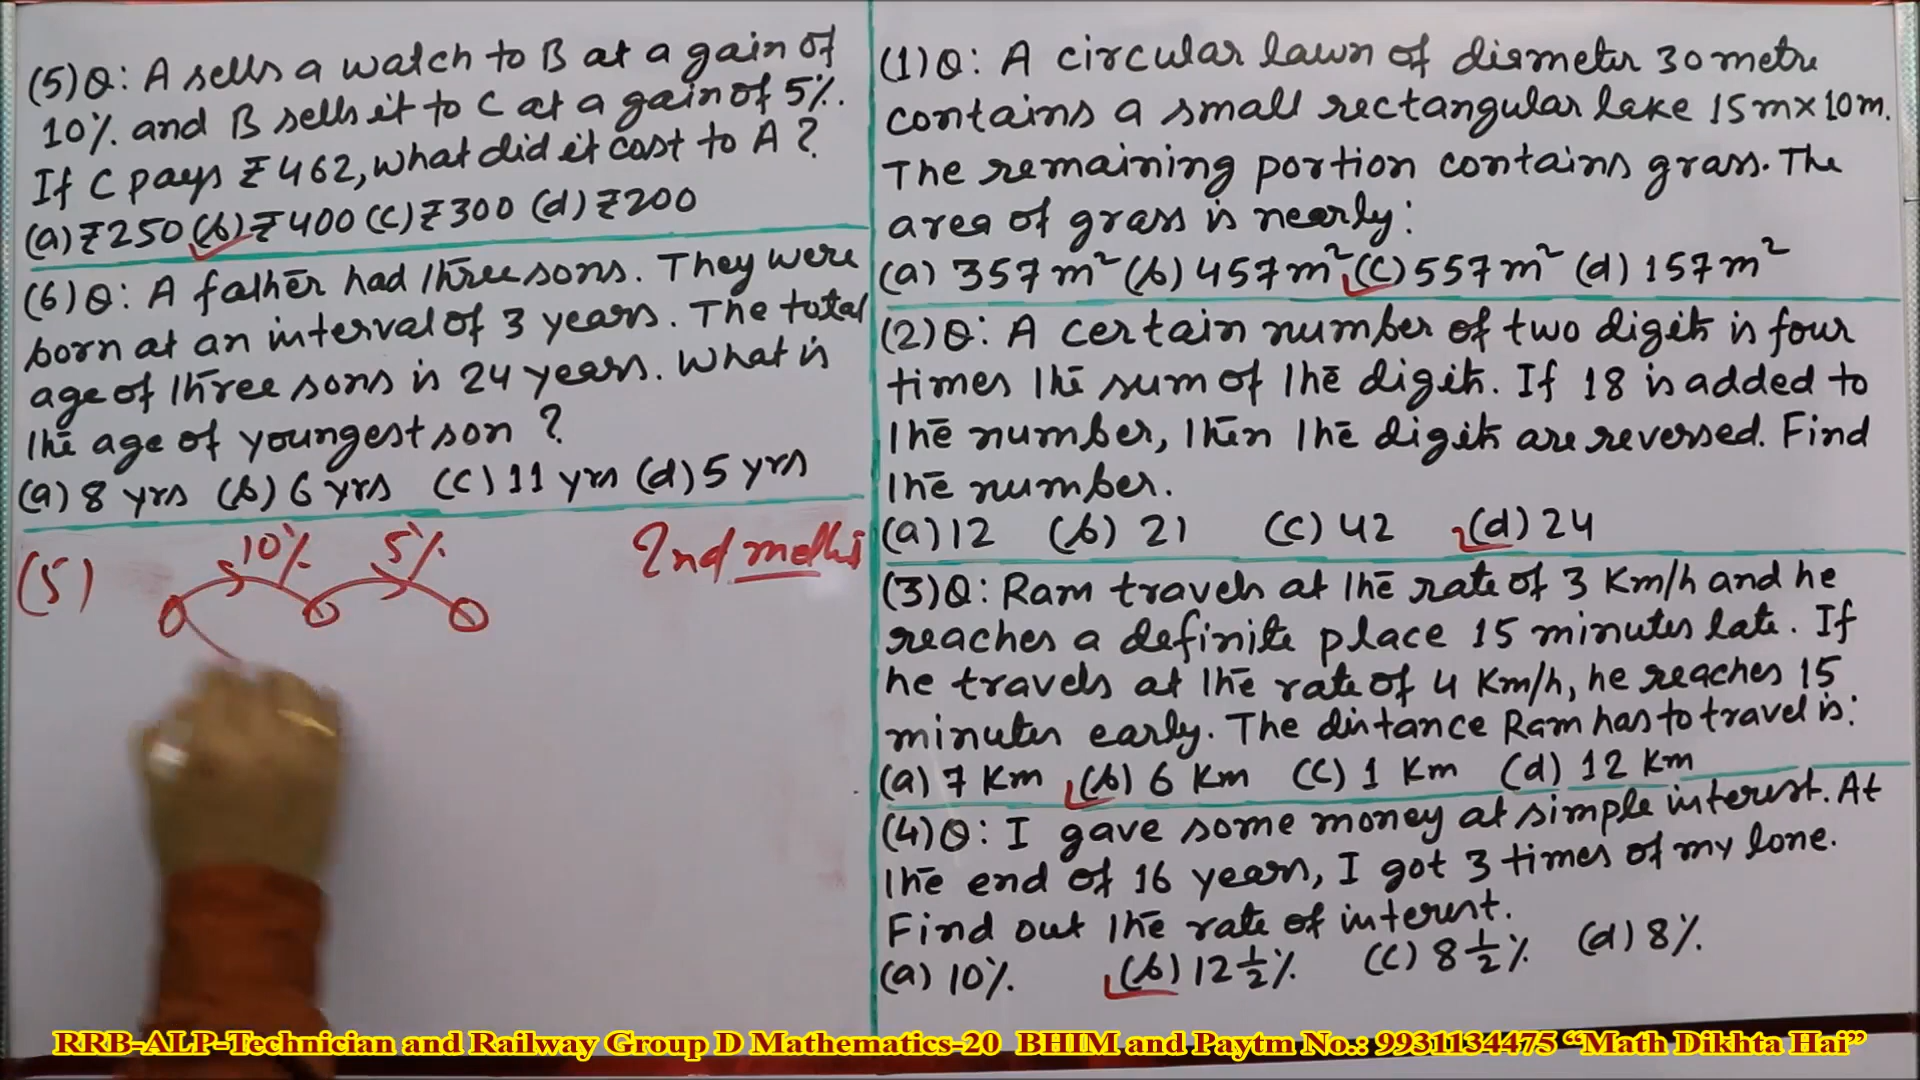 (5)Q: A sells a watch to B at a gain of
10% and B sells it to C at a gain of 5%.
If C pays ₹462, what did it cost to A?
(a) ₹250 (b) ₹400 (c) ₹300 (d) ₹200
(6)Q: A father had three sons. They were
born at an interval of 3 years. The total
age of three sons is 24 years. What is
the age of youngest son?
(a) 8 yrs (b) 6 yrs (c) 11 yrs (d) 5 yrs
(5) 10% 5% 2nd
(1)Q: A circular lawn of diameter 30 metre
contains a small rectangular lake 15m×10m.
The remaining portion contains grass. The
area of grass is nearly:
(a) 357 m² (b) 457 m² (c) 557 m² (d) 157 m²
(2)Q: A certain number of two digits is four
times the sum of the digits. If 18 is added to
the number, then the digits are reversed. Find
the number.
(a) 12 (b) 21 (c) 42 (d) 24
(3)Q: Ram travels at the rate of 3 Km/h and he
reaches a definite place 15 minutes late. If
he travels at the rate of 4 Km/h, he reaches 15
minutes early. The distance Ram has to travel is:
(a) 7 Km (b) 6 Km (c) 1 Km (d) 12 Km
(4)Q: I gave some money at simple interest. At
the end of 16 years, I got 3 times of my lone.
Find out the rate of interest.
(a) 10% (b) 12 1/2% (c) 8 1/2% (d) 8%.
RRB-ALP-Technician and Railway Group D Mathematics-20 BHIM and Paytm No.: 9931134475 “Math Dikhta Hai”